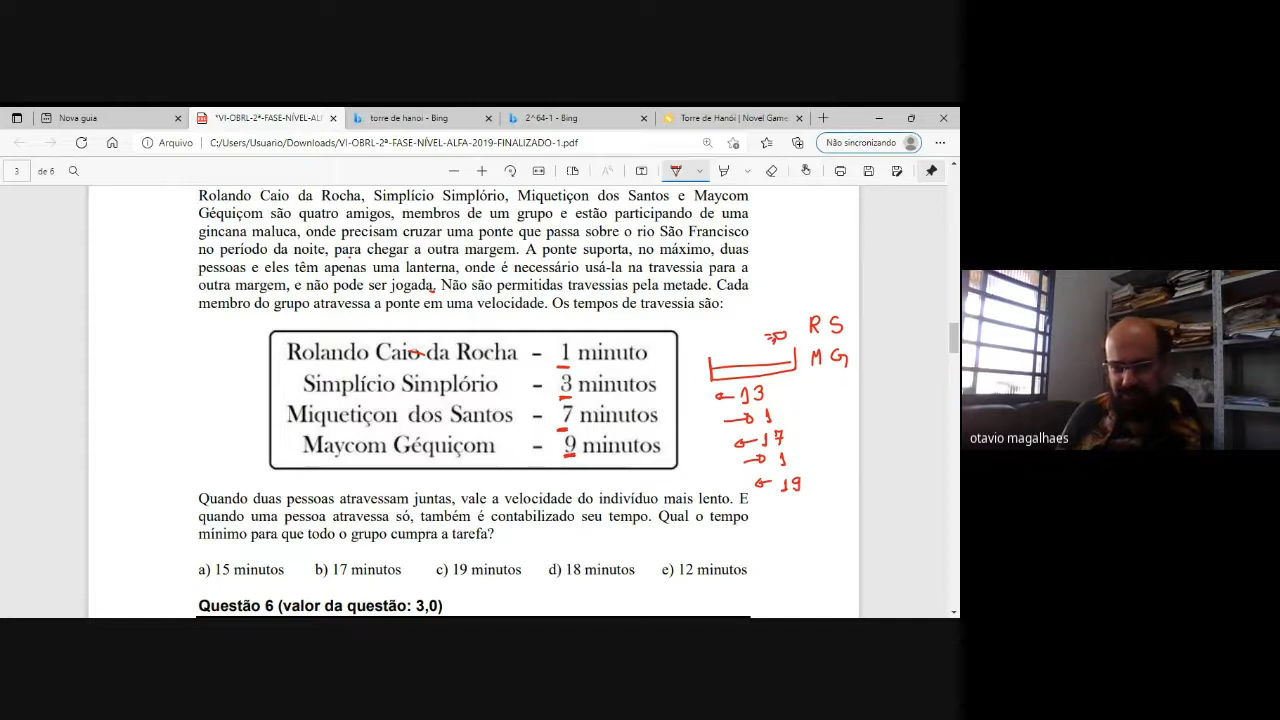 Nova guia
*VI-OBRL-2ª-FASE-NÍVEL-AL
torre de hanoi - Bing
2^64-1 - Bing
Torre de Hanói | Novel Game
Arquivo
C:/Users/Usuario/Downloads/VI-OBRL-2ª-FASE-NÍVEL-ALFA-2019-FINALIZADO-1.pdf
Não sincronizando
3
de 6
Rolando Caio da Rocha, Simplício Simplório, Miquetiçon dos Santos e Maycom
Géquiçom são quatro amigos, membros de um grupo e estão participando de uma
gincana maluca, onde precisam cruzar uma ponte que passa sobre o rio São Francisco
no período da noite, para chegar a outra margem. A ponte suporta, no máximo, duas
pessoas e eles têm apenas uma lanterna, onde é necessário usá-la na travessia para a
outra margem, e não pode ser jogada. Não são permitidas travessias pela metade. Cada
membro do grupo atravessa a ponte em uma velocidade. Os tempos de travessia são:
Rolando Caio da Rocha - 1 minuto
Simplício Simplório - 3 minutos
Miquetiçon dos Santos - 7 minutos
Maycom Géquiçom - 9 minutos
R S
M G
← 13
→ 1
← 17
→ 1
← 19
otavio magalhaes
Quando duas pessoas atravessam juntas, vale a velocidade do indivíduo mais lento. E
quando uma pessoa atravessa só, também é contabilizado seu tempo. Qual o tempo
mínimo para que todo o grupo cumpra a tarefa?
a) 15 minutos b) 17 minutos c) 19 minutos d) 18 minutos e) 12 minutos
Questão 6 (valor da questão: 3,0)